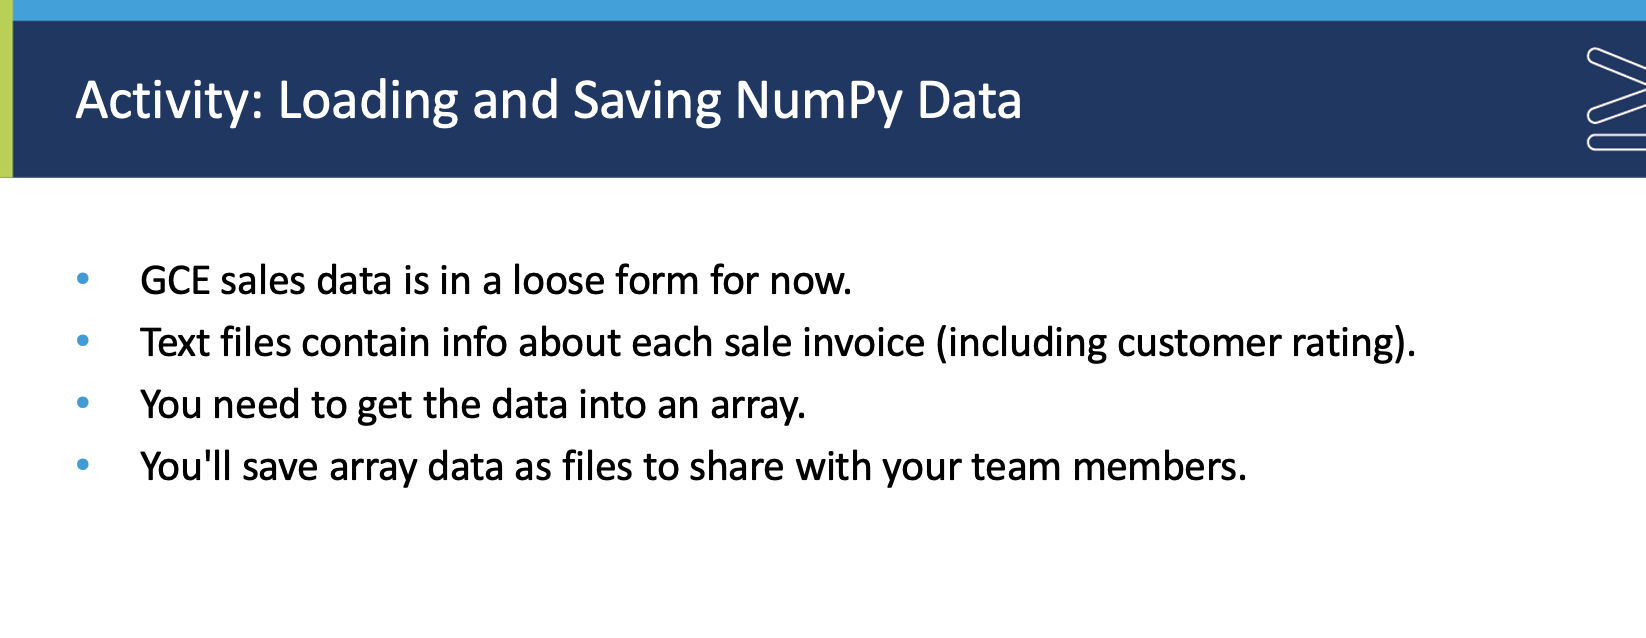 Activity: Loading and Saving NumPy Data
• GCE sales data is in a loose form for now.
• Text files contain info about each sale invoice (including customer rating).
• You need to get the data into an array.
• You'll save array data as files to share with your team members.